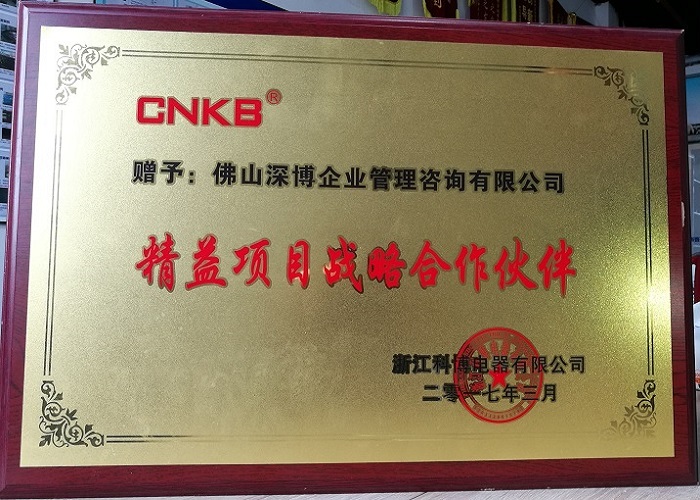 CNKB®
赠予：佛山深博企业管理咨询有限公司
精益项目战略合作伙伴
浙江科博电器有限公司
二零一七年三月